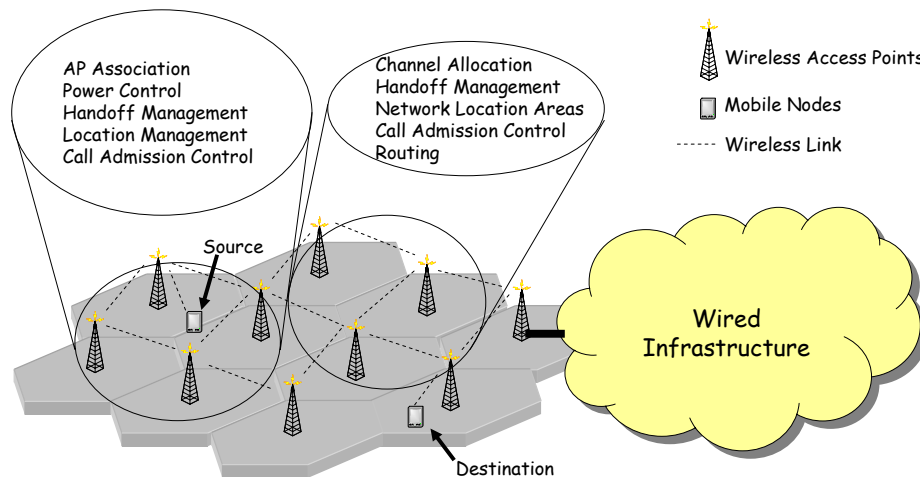 AP Association
Power Control
Handoff Management
Location Management
Call Admission Control
Channel Allocation
Handoff Management
Network Location Areas
Call Admission Control
Routing
Wireless Access Points
Mobile Nodes
Wireless Link
Source
Wired
Infrastructure
Destination